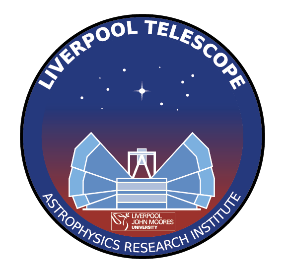 LIVERPOOL TELESCOPE
LIVERPOOL
JOHN MOORES
UNIVERSITY
ASTROPHYSICS RESEARCH INSTITUTE